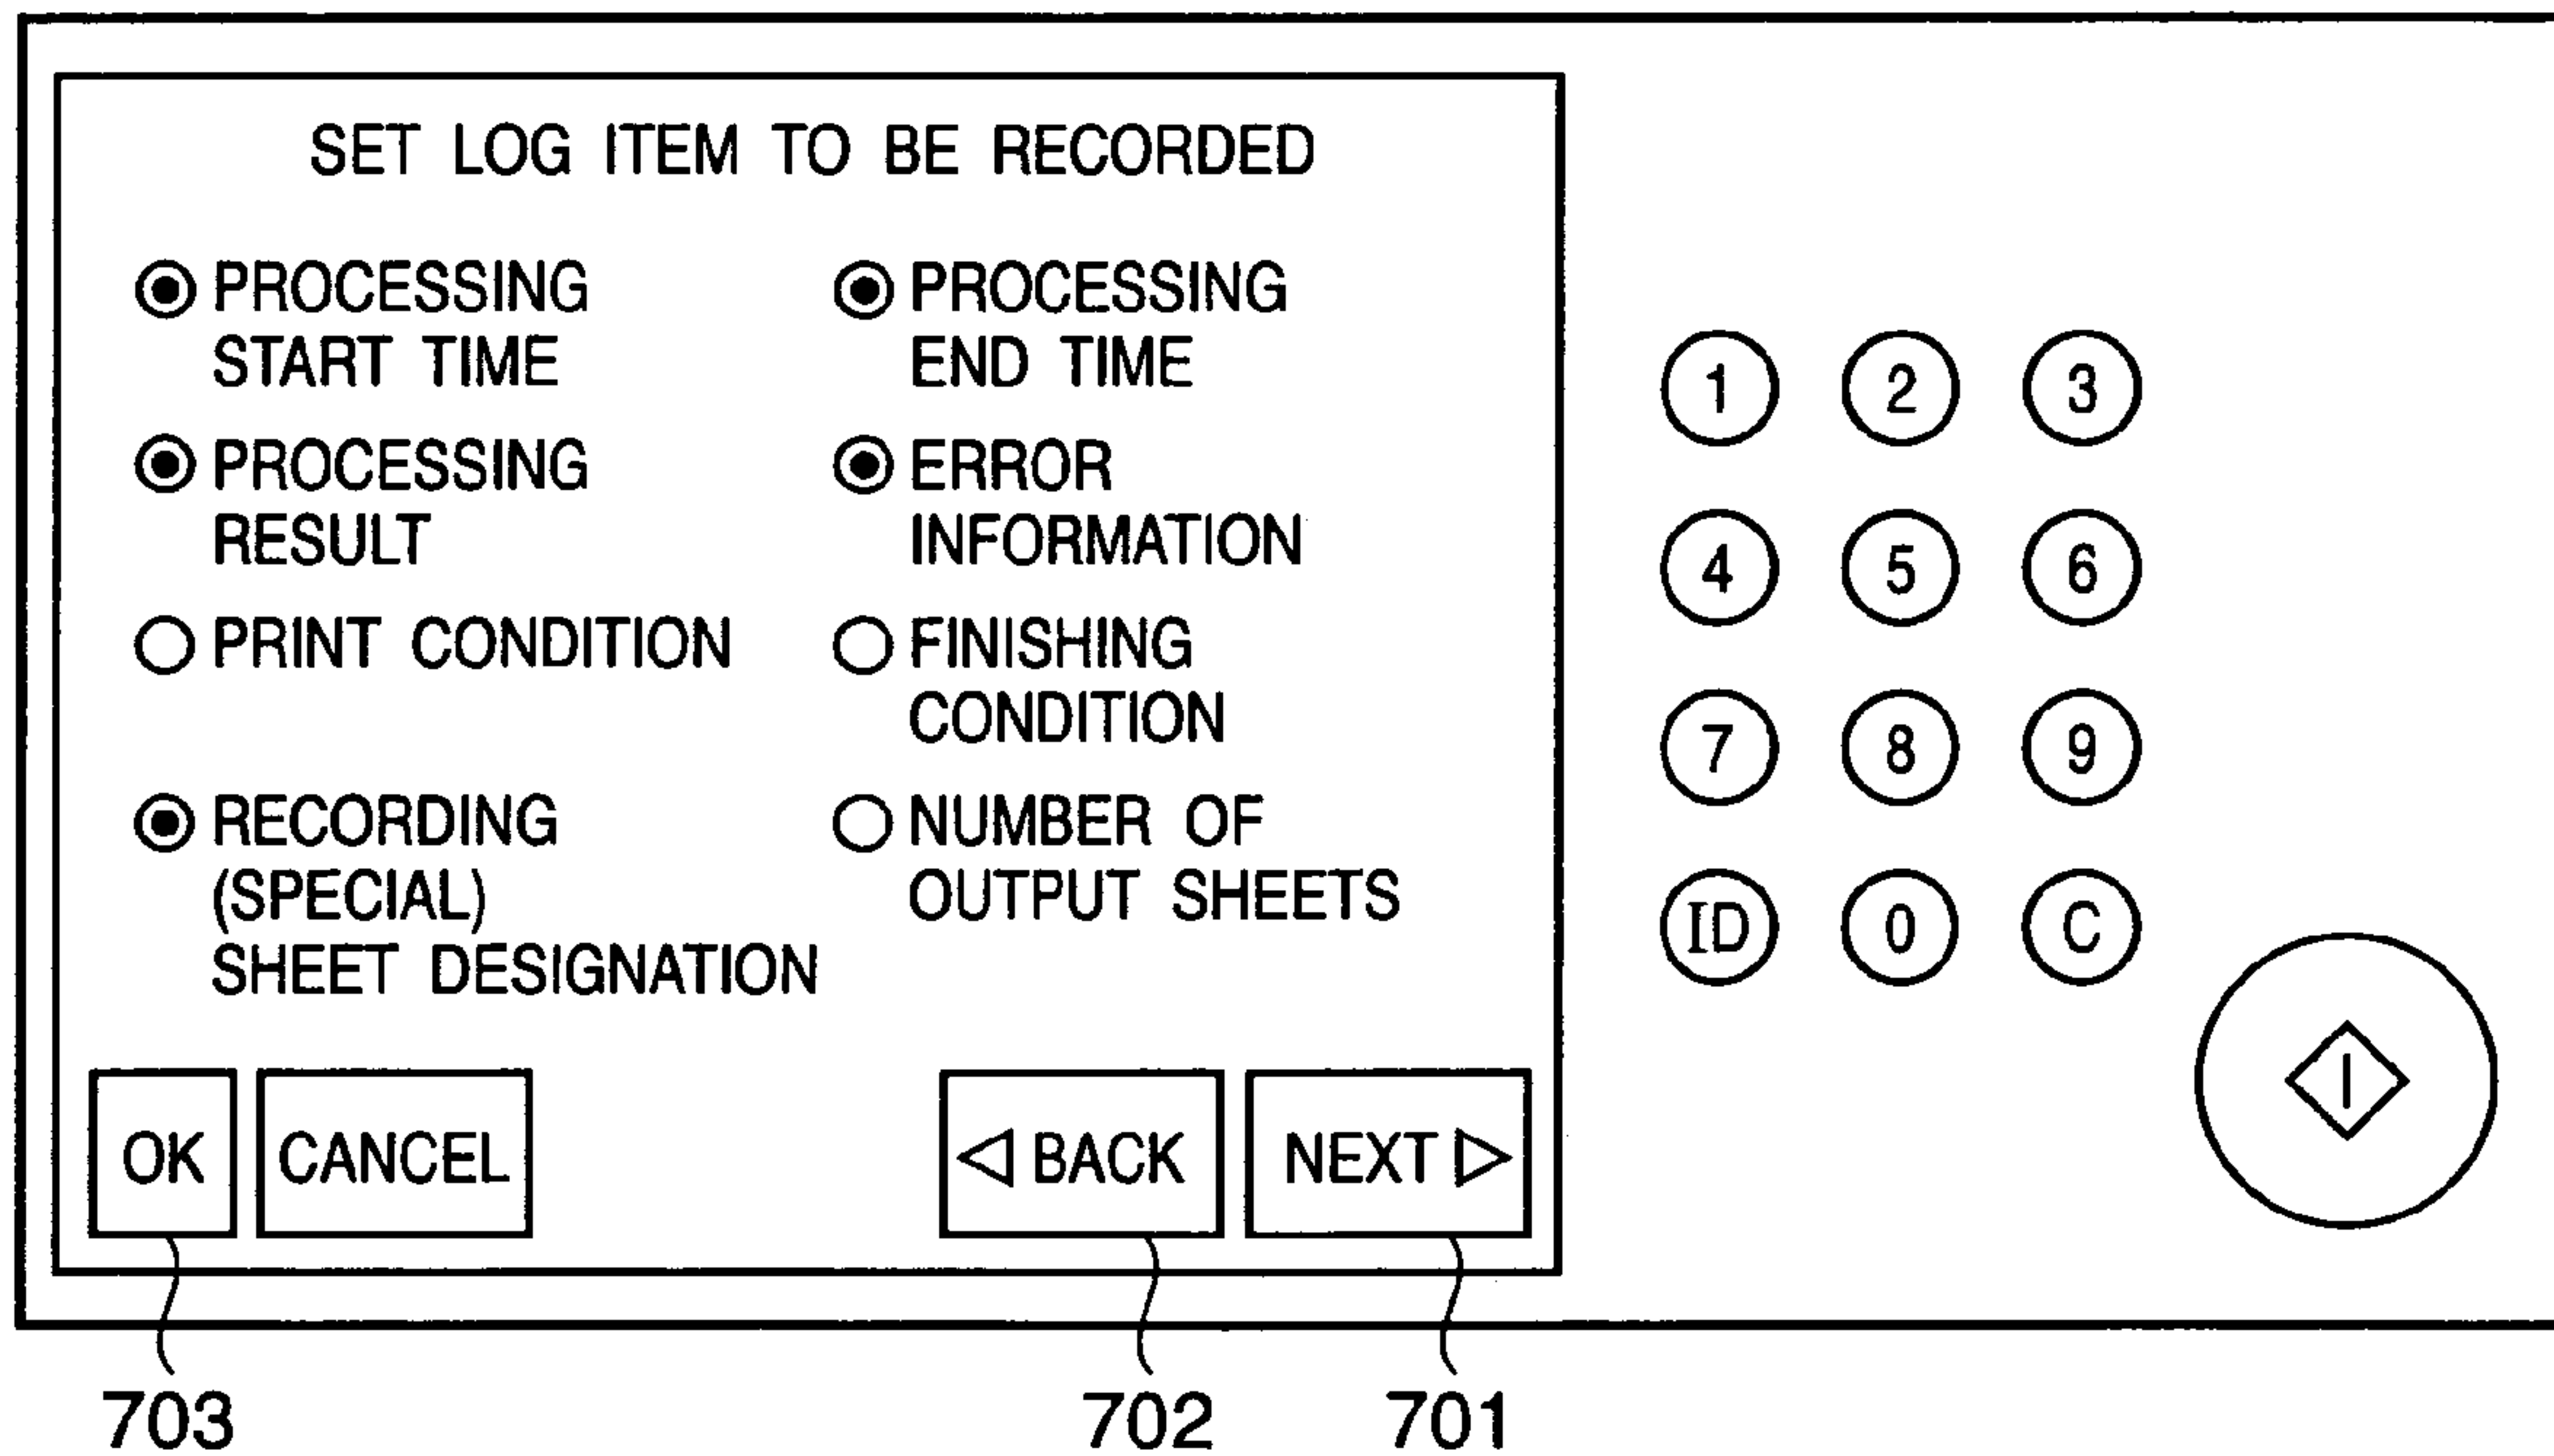 SET LOG ITEM TO BE RECORDED
PROCESSING
START TIME
PROCESSING
END TIME
PROCESSING
RESULT
ERROR
INFORMATION
PRINT CONDITION
FINISHING
CONDITION
RECORDING
(SPECIAL)
SHEET DESIGNATION
NUMBER OF
OUTPUT SHEETS
OK
CANCEL
BACK
NEXT
1 2 3
4 5 6
7 8 9
ID 0 C
703
702
701